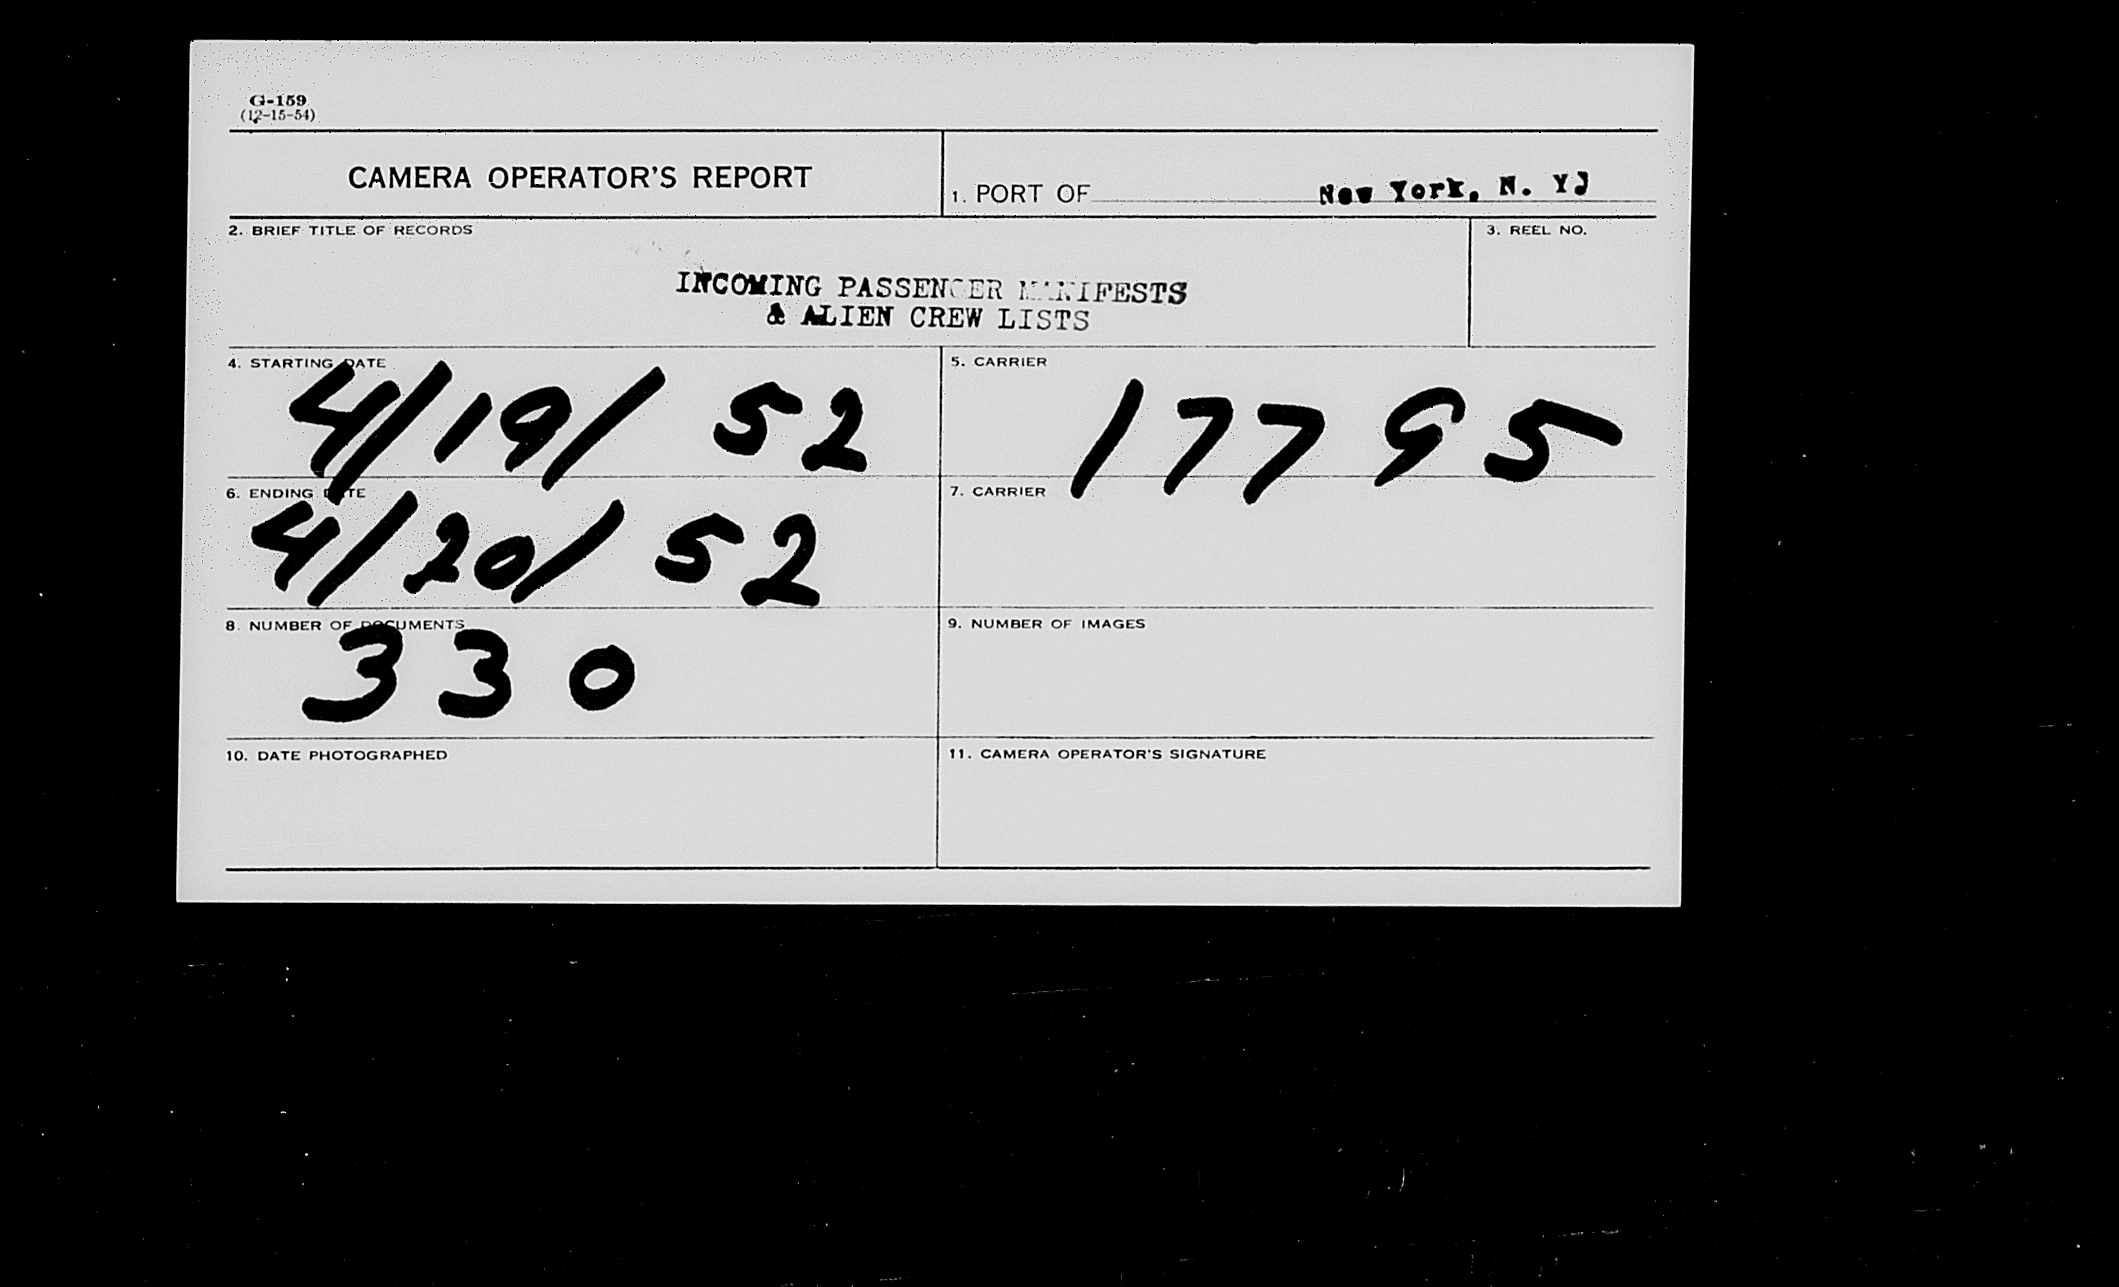 G-159
(12-15-54)
CAMERA OPERATOR'S REPORT
1. PORT OF New York, N. Y.
2. BRIEF TITLE OF RECORDS
3. REEL NO.
INCOMING PASSENGER MANIFESTS
& ALIEN CREW LISTS
4. STARTING DATE
4/19/52
5. CARRIER
17795
6. ENDING DATE
4/20/52
7. CARRIER
8. NUMBER OF DOCUMENTS
330
9. NUMBER OF IMAGES
10. DATE PHOTOGRAPHED
11. CAMERA OPERATOR'S SIGNATURE